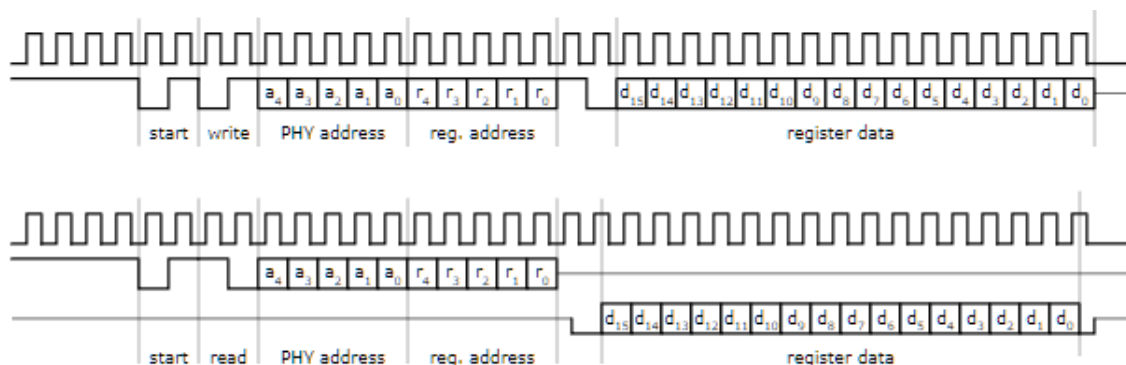 a₄ a₃ a₂ a₁ a₀ r₄ r₃ r₂ r₁ r₀ d₁₅ d₁₄ d₁₃ d₁₂ d₁₁ d₁₀ d₉ d₈ d₇ d₆ d₅ d₄ d₃ d₂ d₁ d₀
start write PHY address reg. address register data
a₄ a₃ a₂ a₁ a₀ r₄ r₃ r₂ r₁ r₀
d₁₅ d₁₄ d₁₃ d₁₂ d₁₁ d₁₀ d₉ d₈ d₇ d₆ d₅ d₄ d₃ d₂ d₁ d₀
start read PHY address reg. address register data